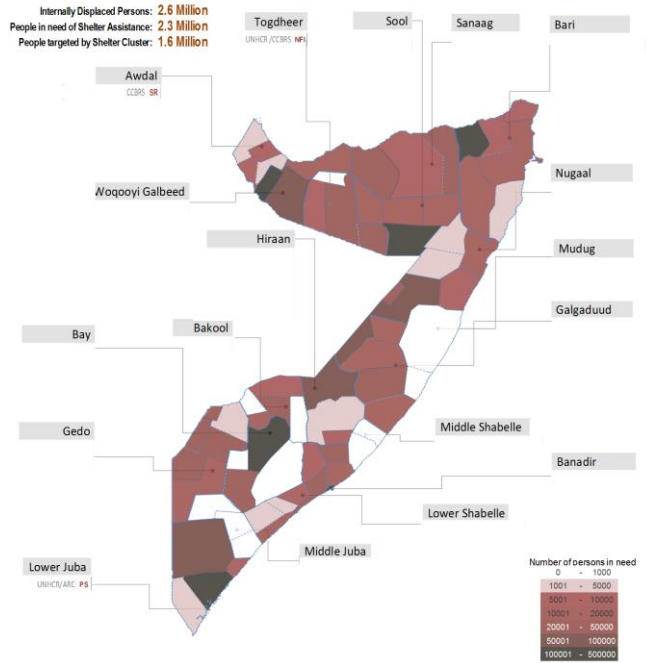 Internally Displaced Persons: 2.6 Million
People in need of Shelter Assistance: 2.3 Million
People targeted by Shelter Cluster: 1.6 Million
Togdheer
UNHCR /CCBRS NFI
Sool
Sanaag
Bari
Awdal
CCBRS SR
Woqooyi Galbeed
Nugaal
Hiraan
Mudug
Galgaduud
Bakool
Bay
Gedo
Middle Shabelle
Banadir
Lower Shabelle
Middle Juba
Lower Juba
UNHCR/ARC PS
Number of persons in need
0 - 1000
1001 - 5000
5001 - 10000
10001 - 20000
20001 - 50000
50001 - 100000
100001 - 500000